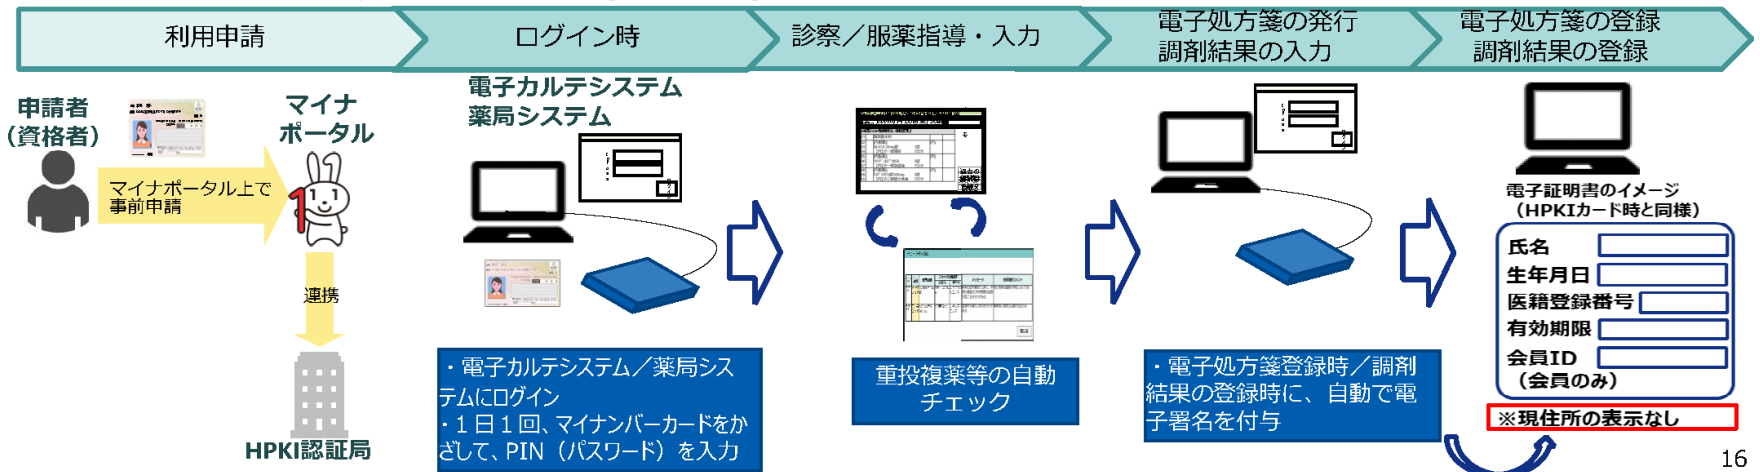 利用申請
ログイン時
診察／服薬指導・入力
電子処方箋の発行
調剤結果の入力
電子処方箋の登録
調剤結果の登録
申請者
（資格者）
マイナ
ポータル
マイナポータル上で
事前申請
連携
HPKI認証局
電子カルテシステム
薬局システム
・電子カルテシステム／薬局シス
テムにログイン
・１日１回、マイナンバーカードをか
ざして、PIN（パスワード）を入力
重投複薬等の自動
チェック
・電子処方箋登録時／調剤
結果の登録時に、自動で電
子署名を付与
電子証明書のイメージ
（HPKIカード時と同様）
氏名
生年月日
医籍登録番号
有効期限
会員ID
（会員のみ）
※現住所の表示なし
16